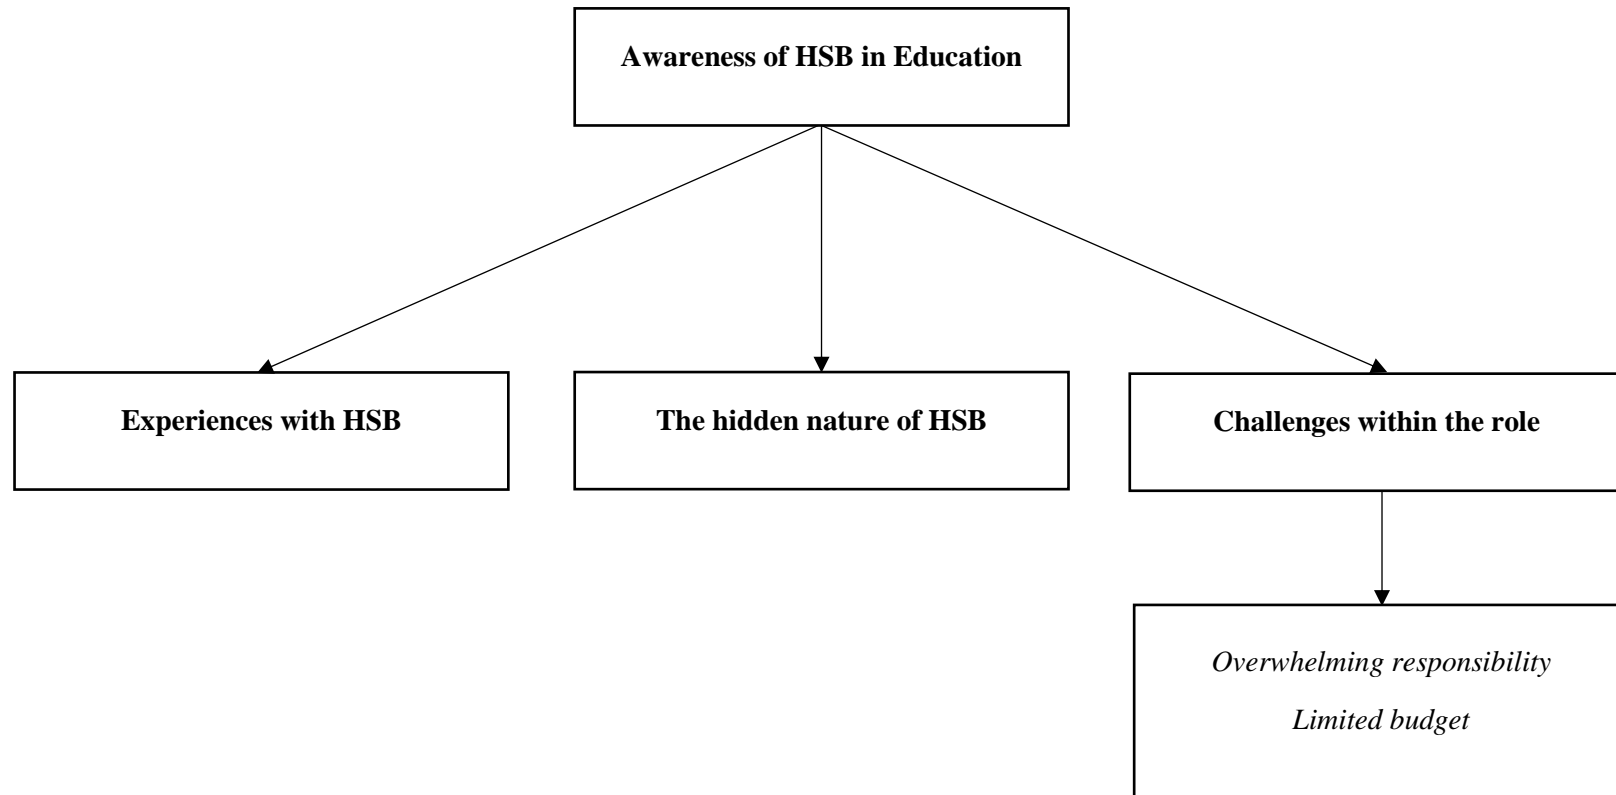 Awareness of HSB in Education
Experiences with HSB
The hidden nature of HSB
Challenges within the role
Overwhelming responsibility
Limited budget